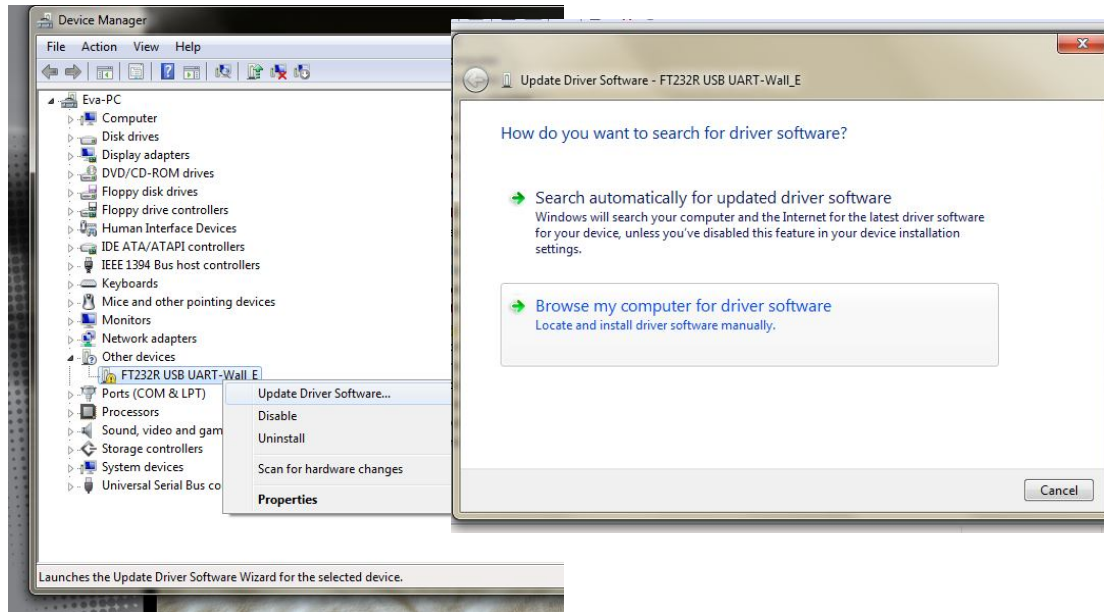 Device Manager
File Action View Help
Eva-PC
Computer
Disk drives
Display adapters
DVD/CD-ROM drives
Floppy disk drives
Floppy drive controllers
Human Interface Devices
IDE ATA/ATAPI controllers
IEEE 1394 Bus host controllers
Keyboards
Mice and other pointing devices
Monitors
Network adapters
Other devices
FT232R USB UART-Wall_E
Ports (COM & LPT)
Processors
Sound, video and gam
Storage controllers
System devices
Universal Serial Bus co
Update Driver Software...
Disable
Uninstall
Scan for hardware changes
Properties
Launches the Update Driver Software Wizard for the selected device.
Update Driver Software - FT232R USB UART-Wall_E
How do you want to search for driver software?
Search automatically for updated driver software
Windows will search your computer and the Internet for the latest driver software
for your device, unless you've disabled this feature in your device installation
settings.
Browse my computer for driver software
Locate and install driver software manually.
Cancel